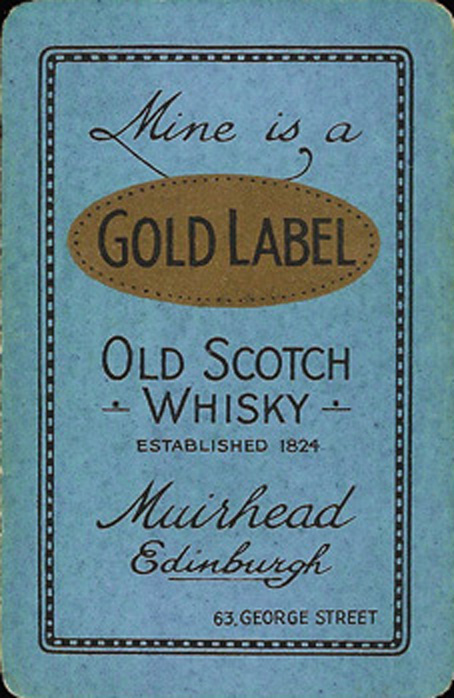 Mine is a
GOLD LABEL
OLD SCOTCH
WHISKY
ESTABLISHED 1824
Muirhead
Edinburgh
63, GEORGE STREET